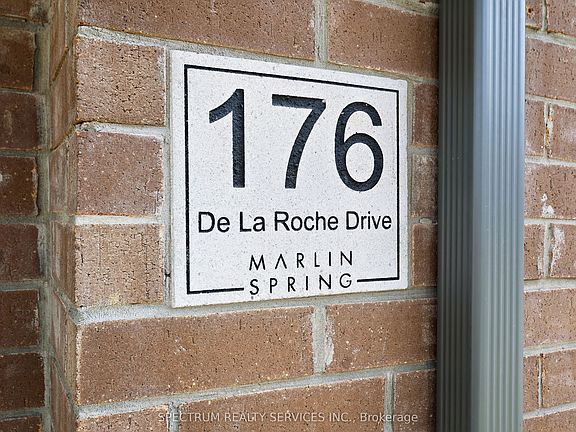 176
De La Roche Drive
MARLIN
SPRING
SPECTRUM REALTY SERVICES INC., Brokerage